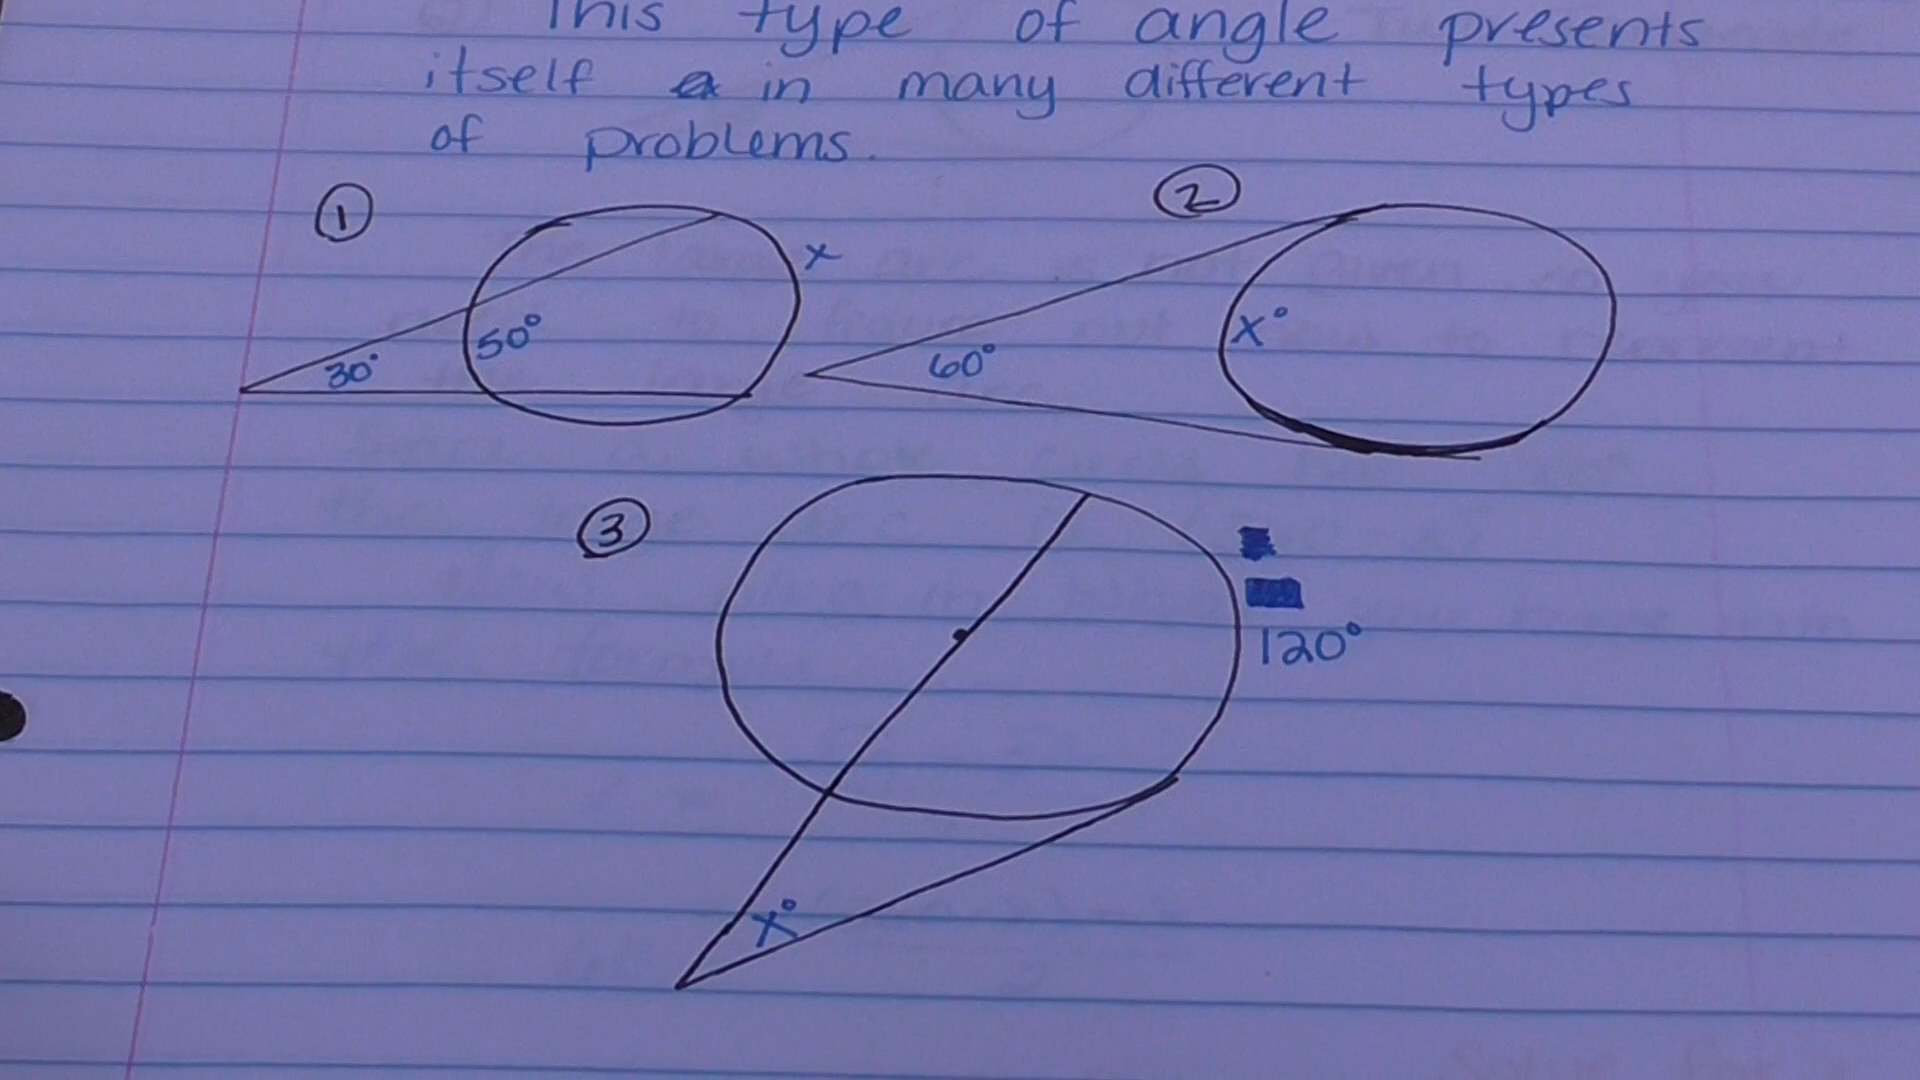 This type of angle presents
itself in many different types
of problems.
1
2
x
50°
30°
x°
60°
3
120°
x°